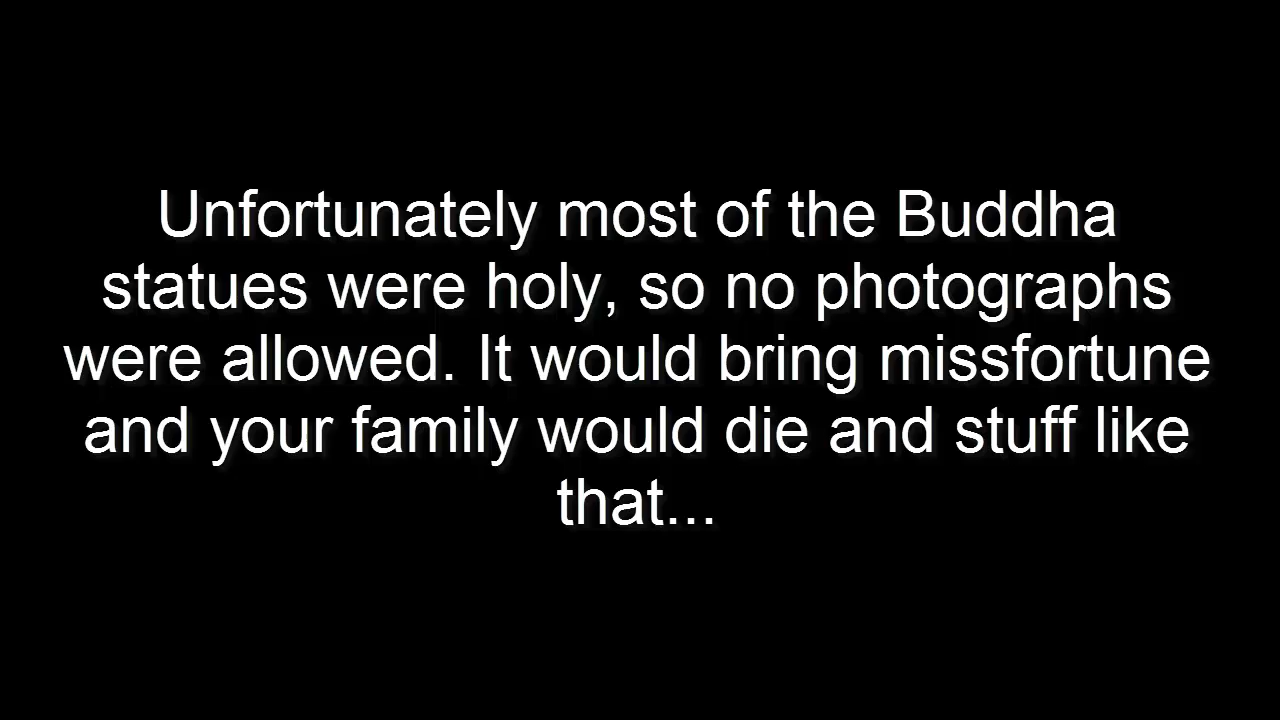 Unfortunately most of the Buddha
statues were holy, so no photographs
were allowed. It would bring missfortune
and your family would die and stuff like
that...